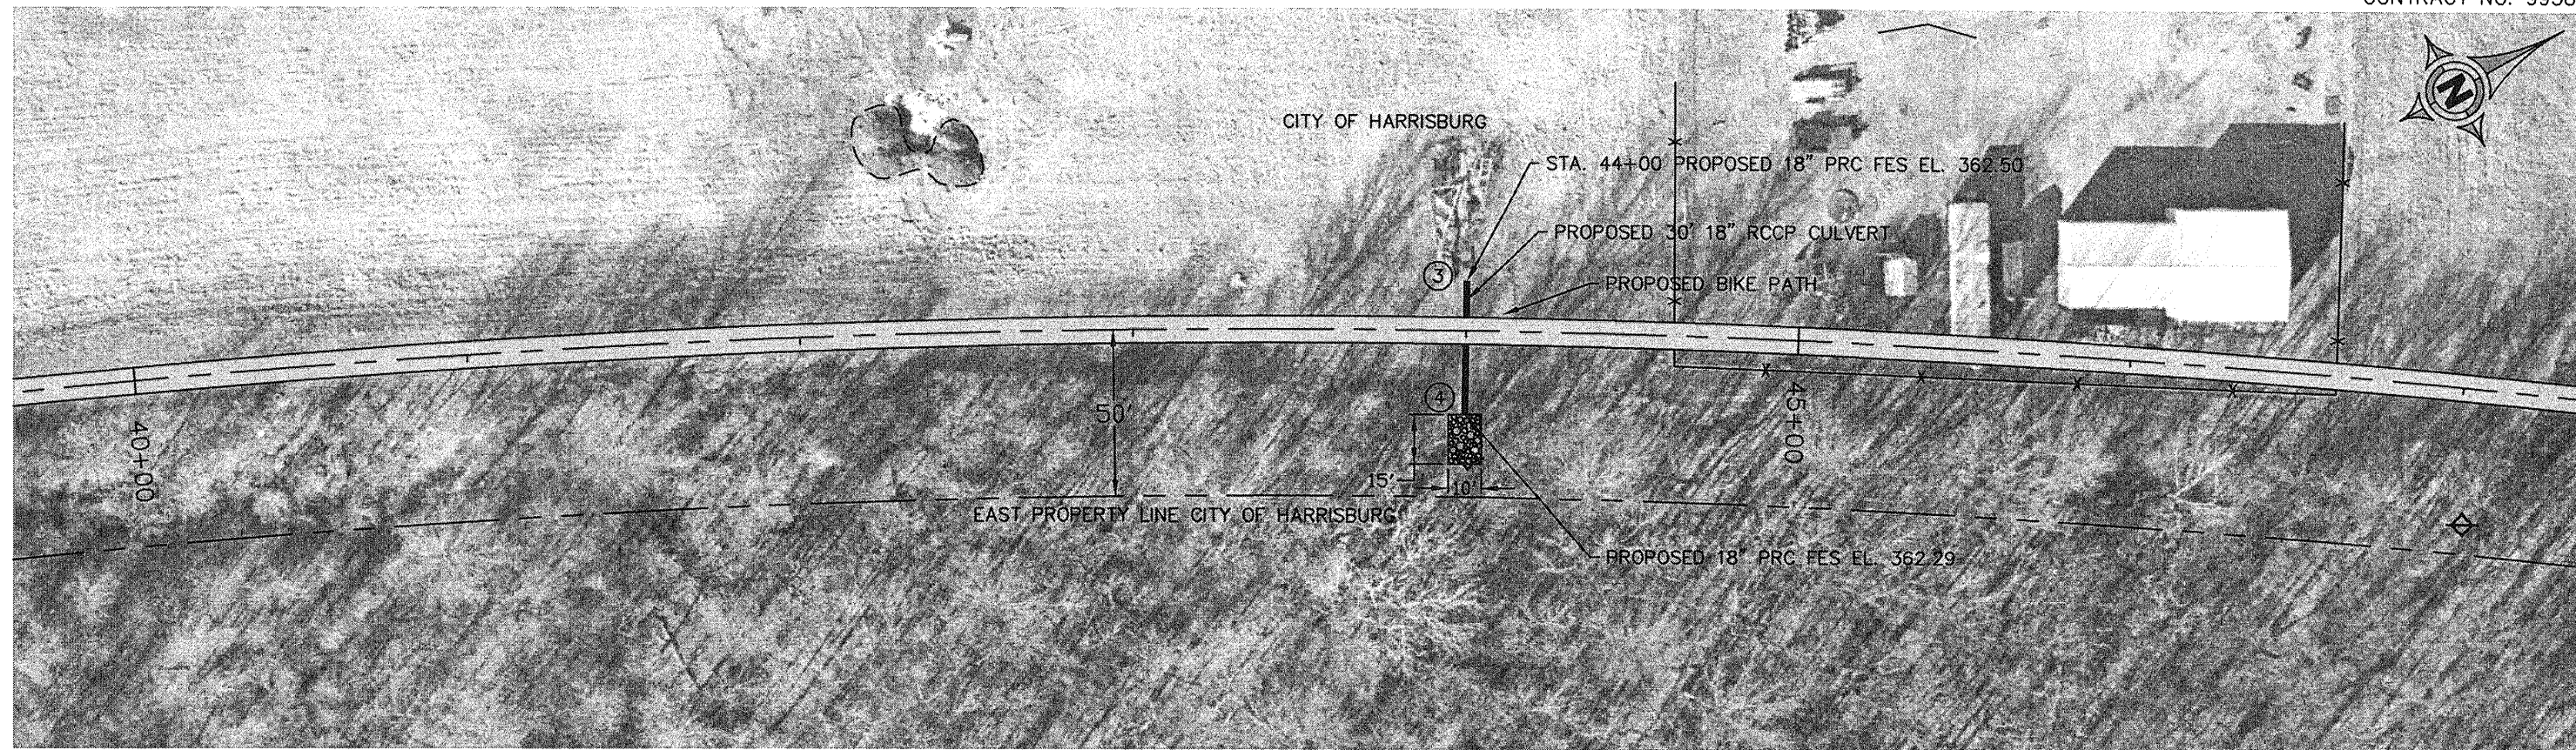 CITY OF HARRISBURG
STA. 44+00 PROPOSED 18" PRC FES EL. 362.50
PROPOSED 30' 18" RCCP CULVERT
3
PROPOSED BIKE PATH
4
50'
40+00
45+00
15'
10'
EAST PROPERTY LINE CITY OF HARRISBURG
PROPOSED 18" PRC FES EL. 362.29
N